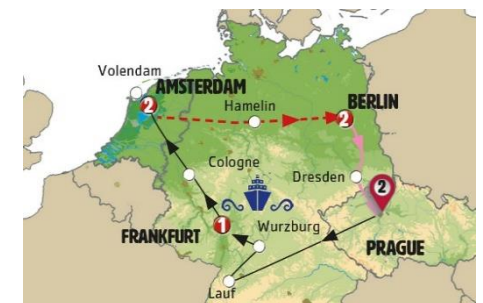 Volendam
AMSTERDAM
2
Hamelin
BERLIN
2
Cologne
Dresden
2
1
FRANKFURT
Wurzburg
PRAGUE
Lauf